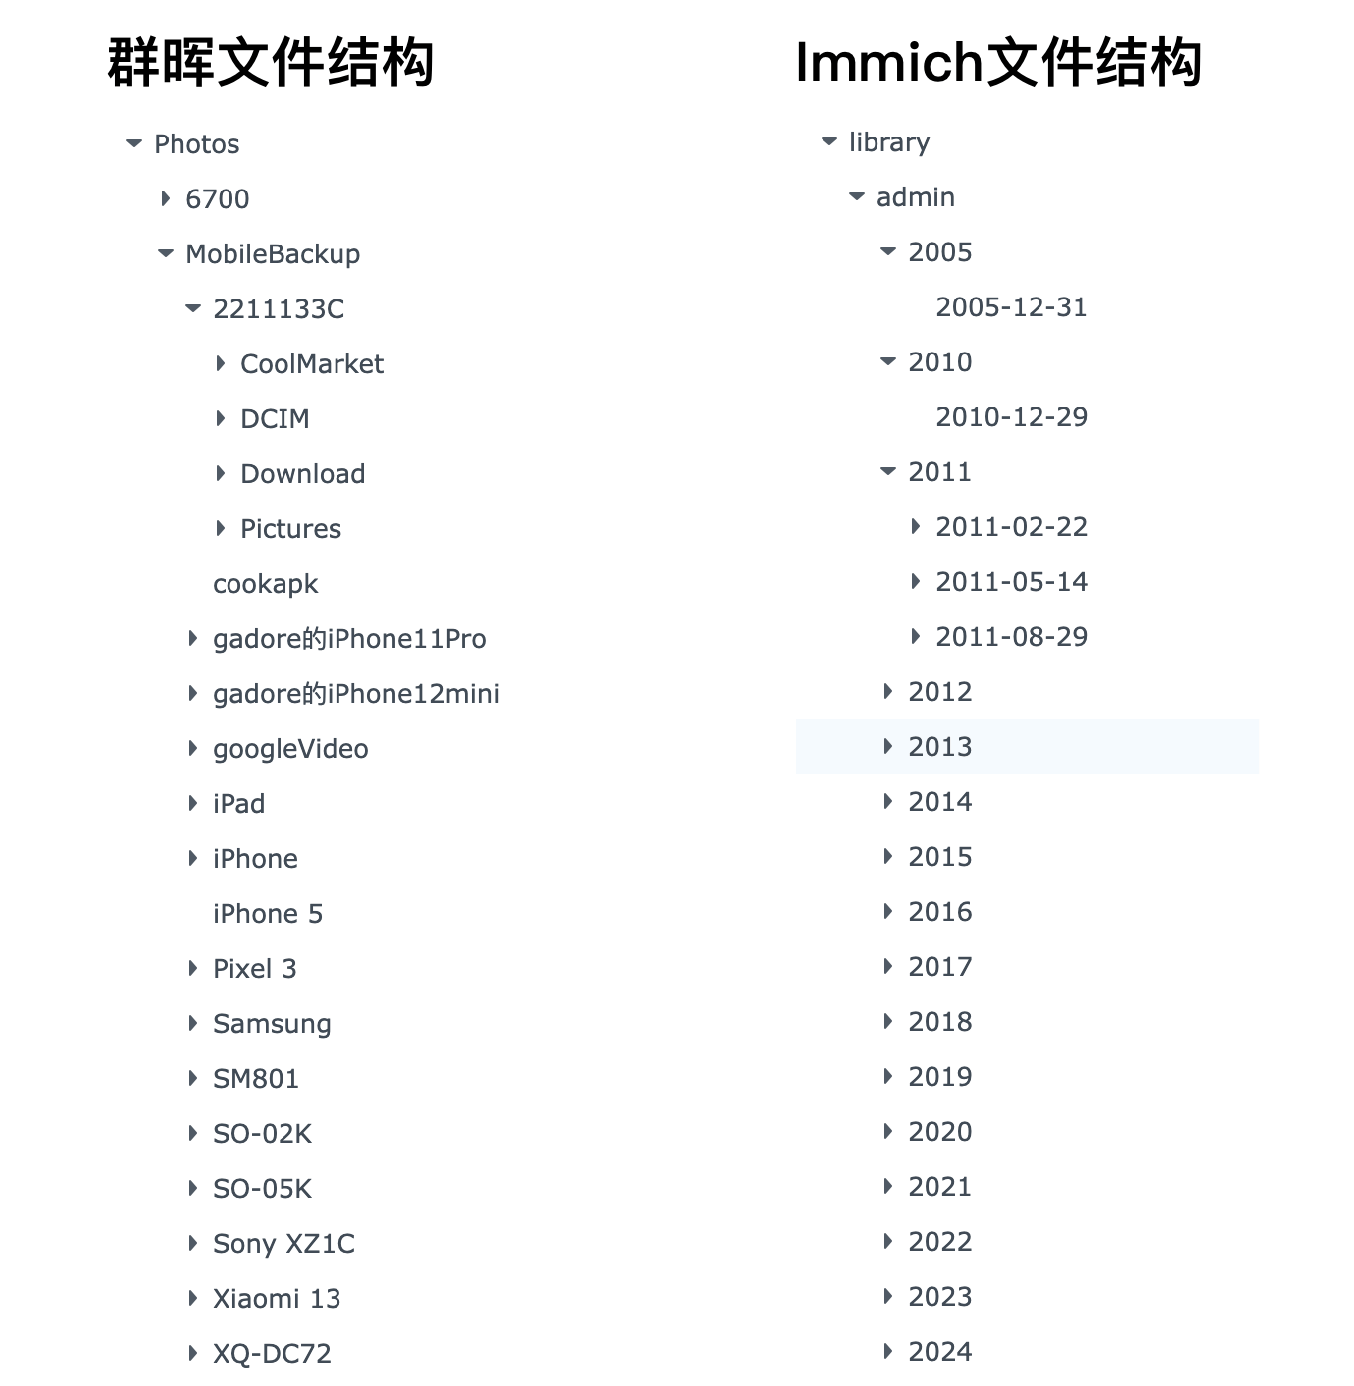 群晖文件结构
Photos
6700
MobileBackup
2211133C
CoolMarket
DCIM
Download
Pictures
cookapk
gadore的iPhone11Pro
gadore的iPhone12mini
googleVideo
iPad
iPhone
iPhone 5
Pixel 3
Samsung
SM801
SO-02K
SO-05K
Sony XZ1C
Xiaomi 13
XQ-DC72
Immich文件结构
library
admin
2005
2005-12-31
2010
2010-12-29
2011
2011-02-22
2011-05-14
2011-08-29
2012
2013
2014
2015
2016
2017
2018
2019
2020
2021
2022
2023
2024